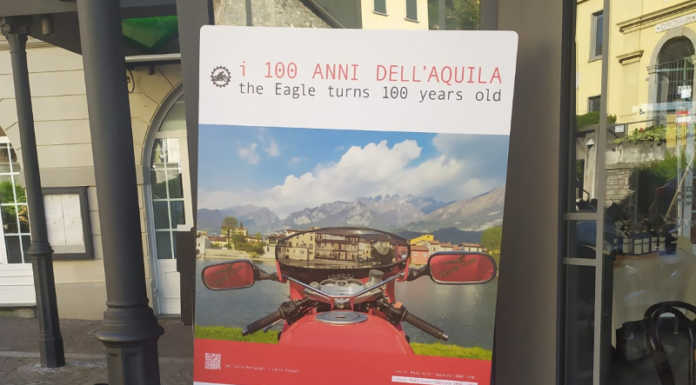 i 100 ANNI DELL'AQUILA
the Eagle turns 100 years old